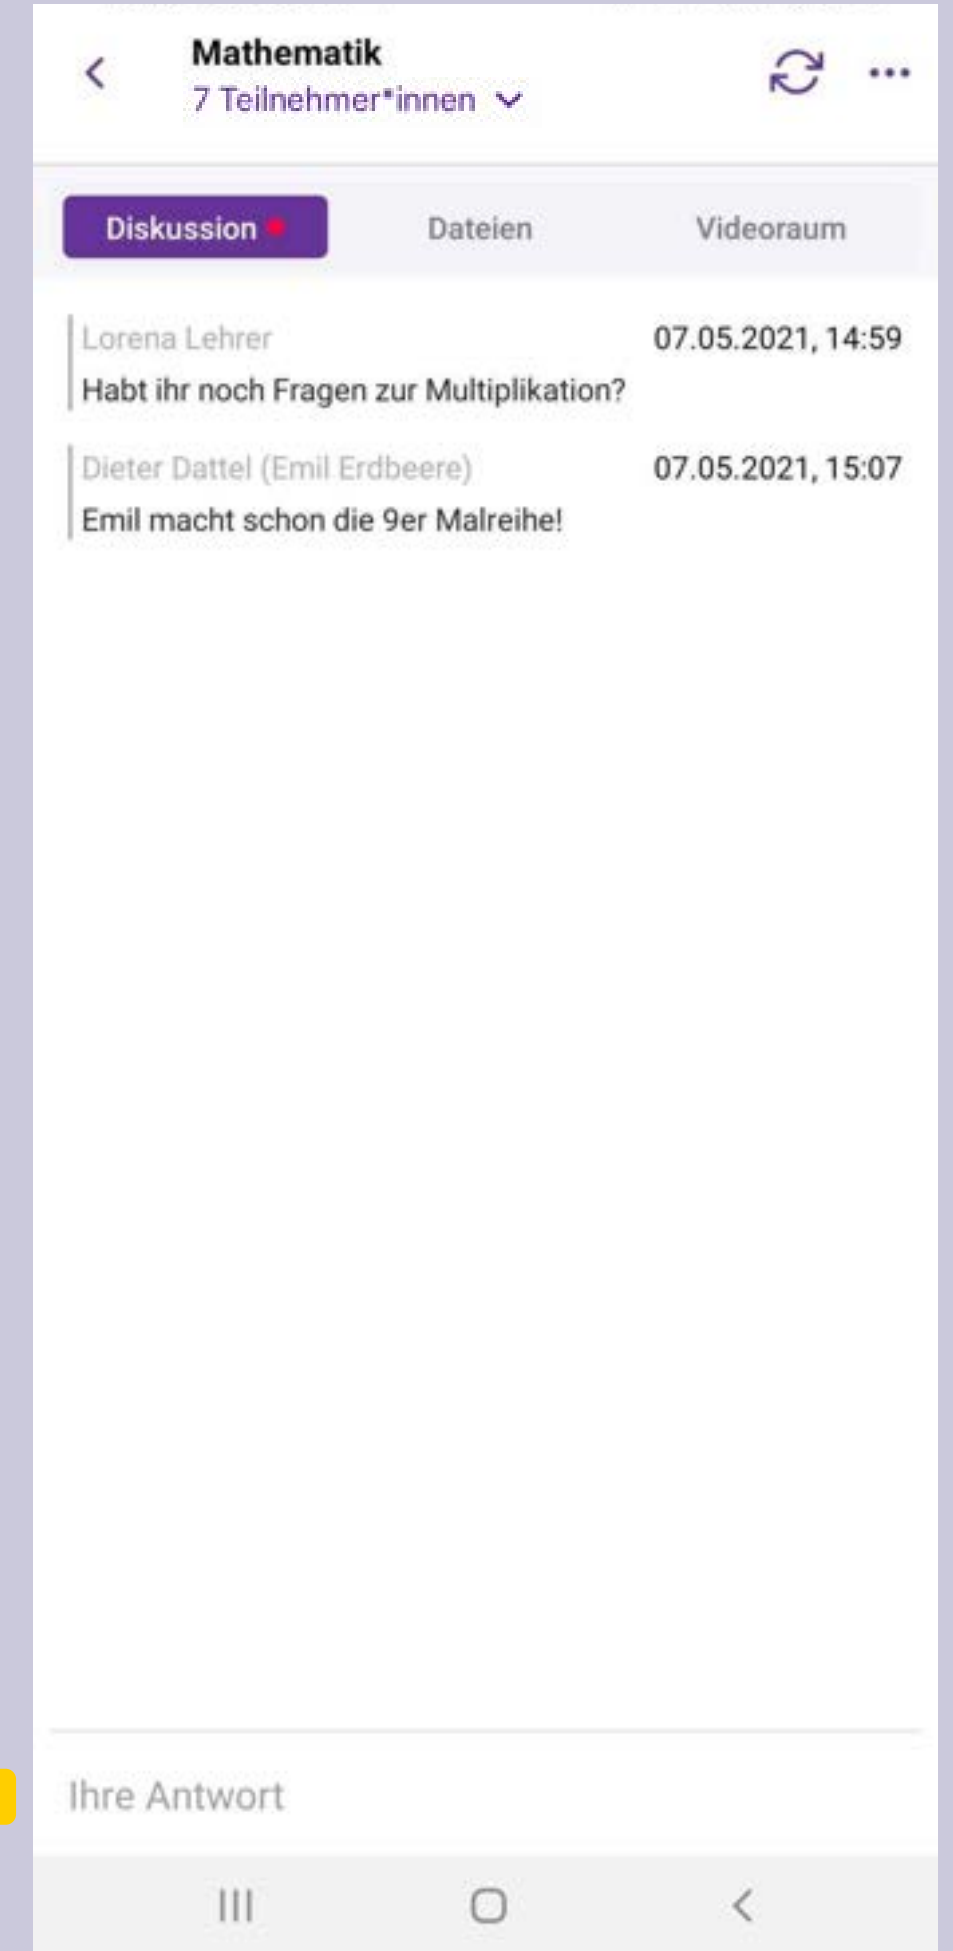 Mathematik
7 Teilnehmer*innen
Diskussion
Dateien
Videoraum
Lorena Lehrer
07.05.2021, 14:59
Habt ihr noch Fragen zur Multiplikation?
Dieter Dattel (Emil Erdbeere)
07.05.2021, 15:07
Emil macht schon die 9er Malreihe!
Ihre Antwort